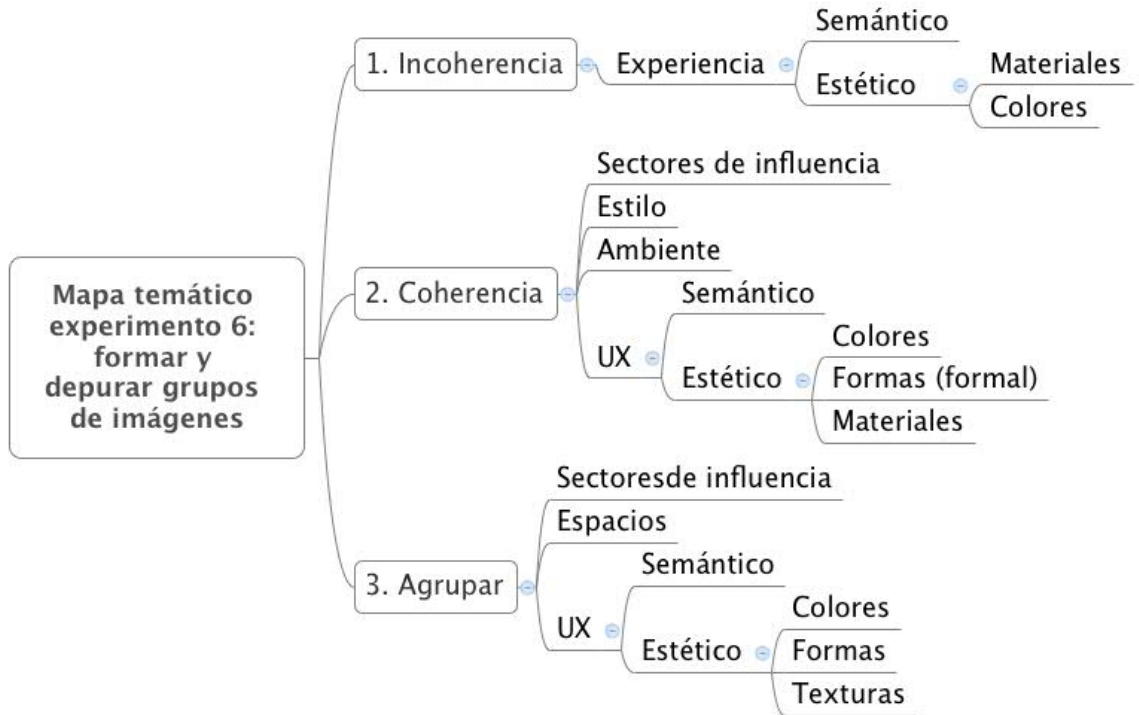 Mapa temático
experimento 6:
formar y
depurar grupos
de imágenes
1. Incoherencia
Experiencia
Semántico
Estético
Materiales
Colores
2. Coherencia
Sectores de influencia
Estilo
Ambiente
UX
Semántico
Estético
Colores
Formas (formal)
Materiales
3. Agrupar
Sectoresde influencia
Espacios
UX
Semántico
Estético
Colores
Formas
Texturas